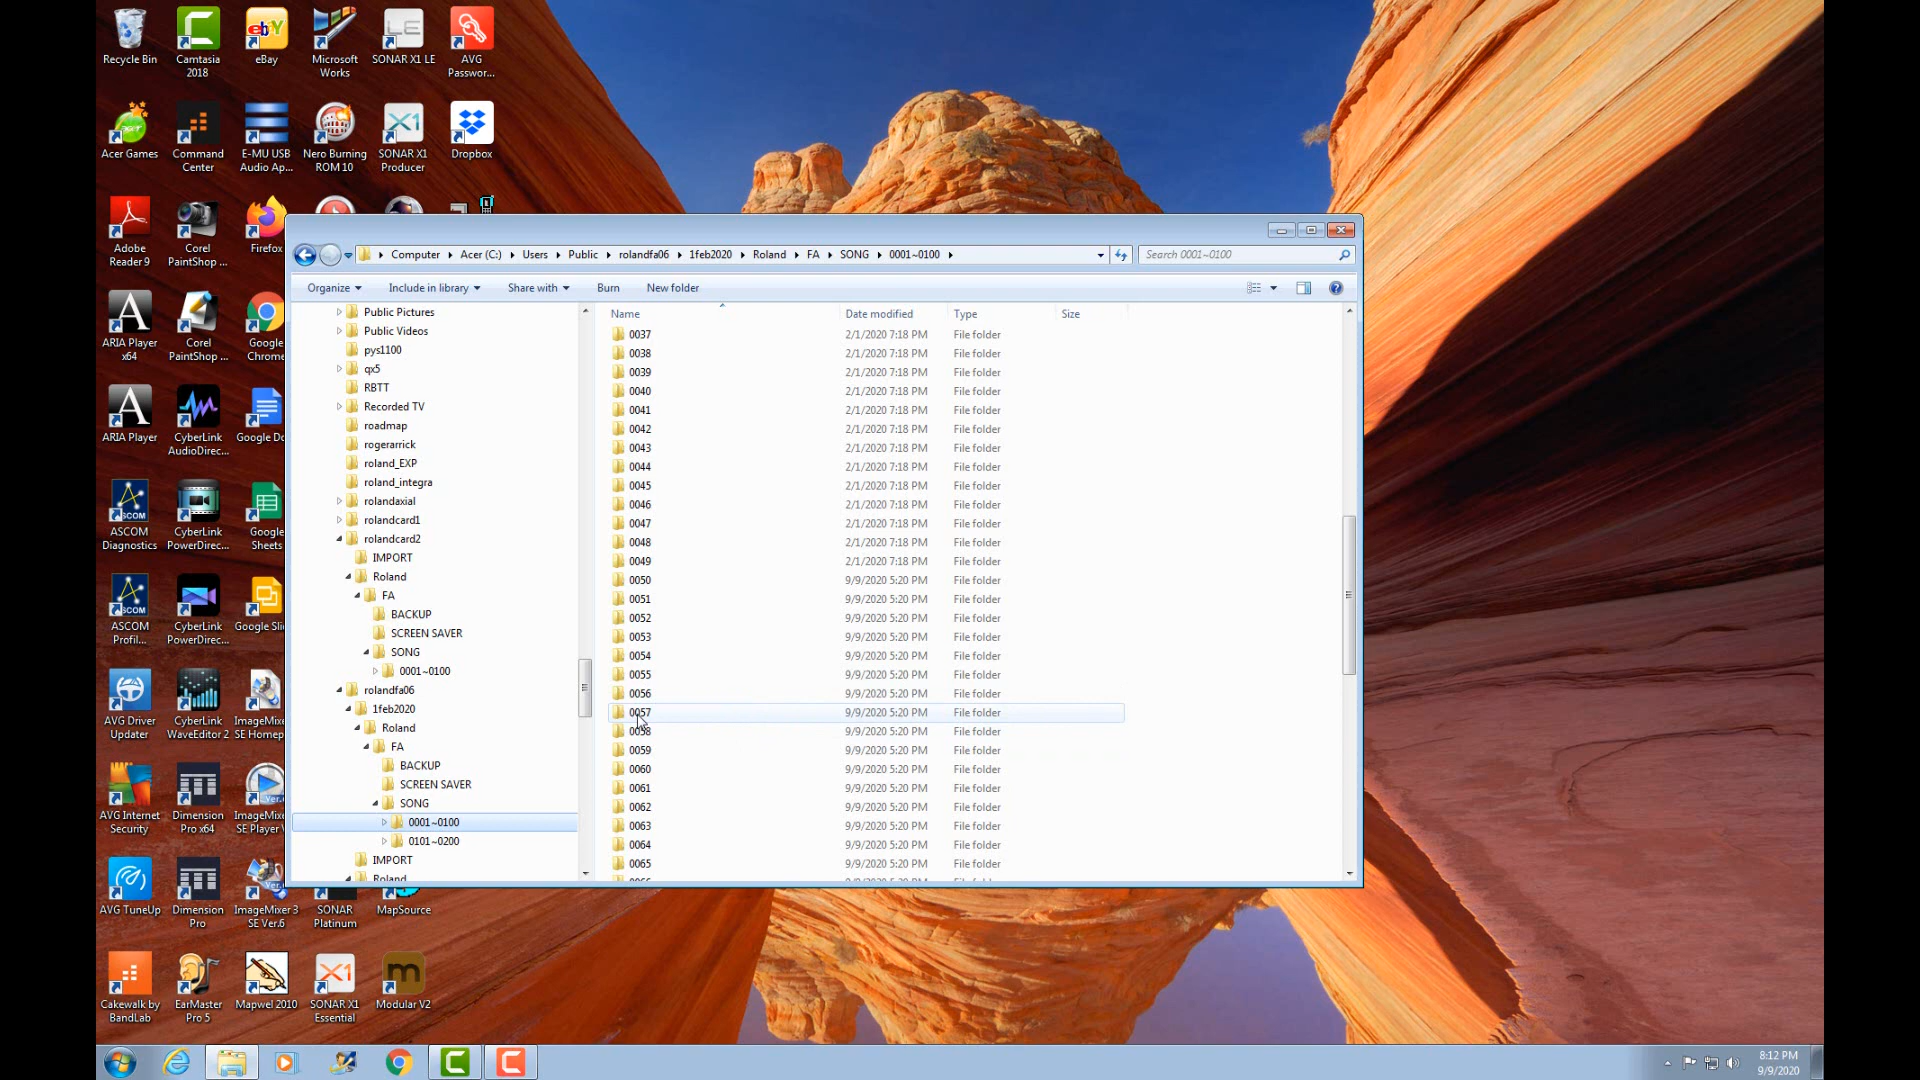 Recycle Bin
Camtasia 2018
eBay
Microsoft Works
SONAR X1 LE
AVG Passwor...
Acer Games
Command Center
E-MU USB Audio Ap...
Nero Burning ROM 10
SONAR X1 Producer
Dropbox
Adobe Reader 9
Corel PaintShop ...
Firefox
ARIA Player x64
Corel PaintShop ...
Google Chrome
ARIA Player
CyberLink AudioDirec...
Google Do
ASCOM Diagnostics
CyberLink PowerDirec...
Google Sheets
ASCOM Profil...
CyberLink PowerDirec...
Google Sli
AVG Driver Updater
CyberLink WaveEditor 2
ImageMixe
SE Homep
AVG Internet Security
Dimension Pro x64
ImageMixe
SE Player V
AVG TuneUp
Dimension Pro
ImageMixer 3 SE Ver.6
SONAR Platinum
MapSource
Cakewalk by BandLab
EarMaster Pro 5
Mapwel 2010
SONAR X1 Essential
Modular V2
Computer Acer (C:) Users Public rolandfa06 1feb2020 Roland FA SONG 0001~0100
Search 0001~0100
Organize Include in library Share with Burn New folder
Public Pictures
Public Videos
pys1100
qx5
RBTT
Recorded TV
roadmap
rogerarrick
roland_EXP
roland_integra
rolandaxial
rolandcard1
rolandcard2
IMPORT
Roland
FA
BACKUP
SCREEN SAVER
SONG
0001~0100
rolandfa06
1feb2020
Roland
FA
BACKUP
SCREEN SAVER
SONG
0001~0100
0101~0200
IMPORT
Roland
Name Date modified Type Size
0037 2/1/2020 7:18 PM File folder
0038 2/1/2020 7:18 PM File folder
0039 2/1/2020 7:18 PM File folder
0040 2/1/2020 7:18 PM File folder
0041 2/1/2020 7:18 PM File folder
0042 2/1/2020 7:18 PM File folder
0043 2/1/2020 7:18 PM File folder
0044 2/1/2020 7:18 PM File folder
0045 2/1/2020 7:18 PM File folder
0046 2/1/2020 7:18 PM File folder
0047 2/1/2020 7:18 PM File folder
0048 2/1/2020 7:18 PM File folder
0049 2/1/2020 7:18 PM File folder
0050 9/9/2020 5:20 PM File folder
0051 9/9/2020 5:20 PM File folder
0052 9/9/2020 5:20 PM File folder
0053 9/9/2020 5:20 PM File folder
0054 9/9/2020 5:20 PM File folder
0055 9/9/2020 5:20 PM File folder
0056 9/9/2020 5:20 PM File folder
0057 9/9/2020 5:20 PM File folder
0058 9/9/2020 5:20 PM File folder
0059 9/9/2020 5:20 PM File folder
0060 9/9/2020 5:20 PM File folder
0061 9/9/2020 5:20 PM File folder
0062 9/9/2020 5:20 PM File folder
0063 9/9/2020 5:20 PM File folder
0064 9/9/2020 5:20 PM File folder
0065 9/9/2020 5:20 PM File folder
8:12 PM
9/9/2020